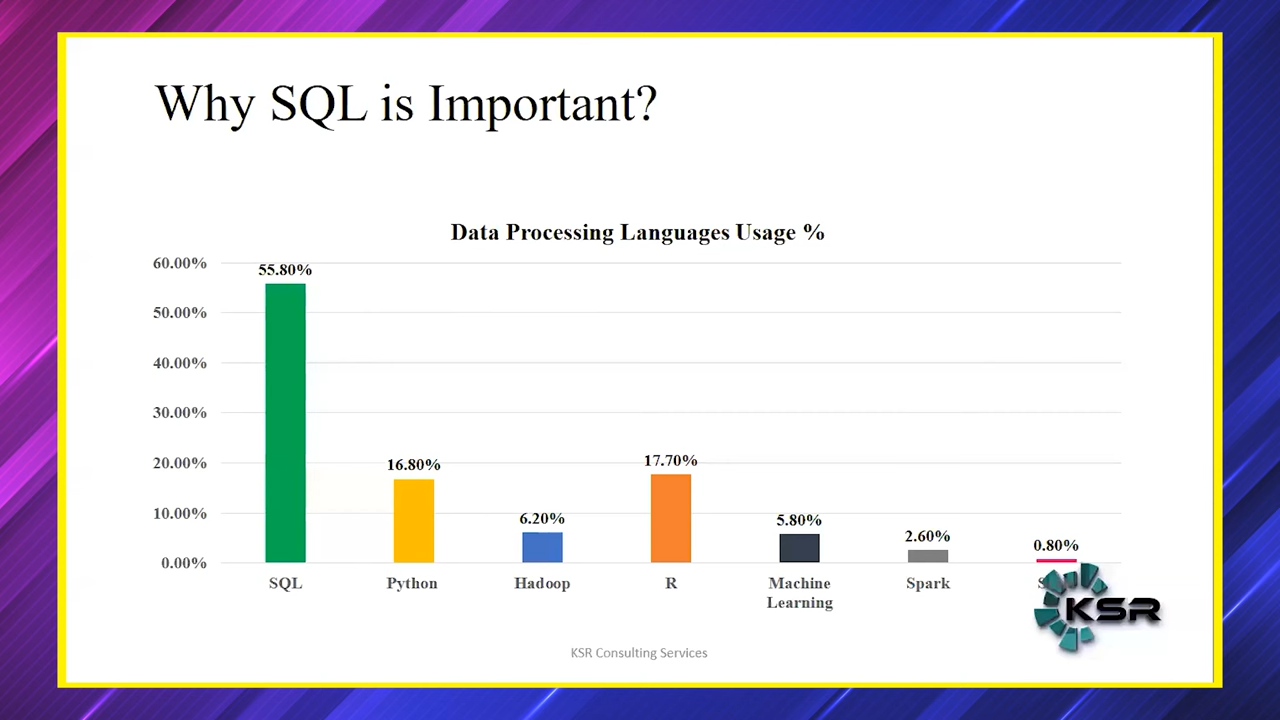 Why SQL is Important?
Data Processing Languages Usage %
60.00%
50.00%
40.00%
30.00%
20.00%
10.00%
0.00%
55.80%
16.80%
6.20%
17.70%
5.80%
2.60%
0.80%
SQL
Python
Hadoop
R
Machine
Learning
Spark
KSR
KSR Consulting Services